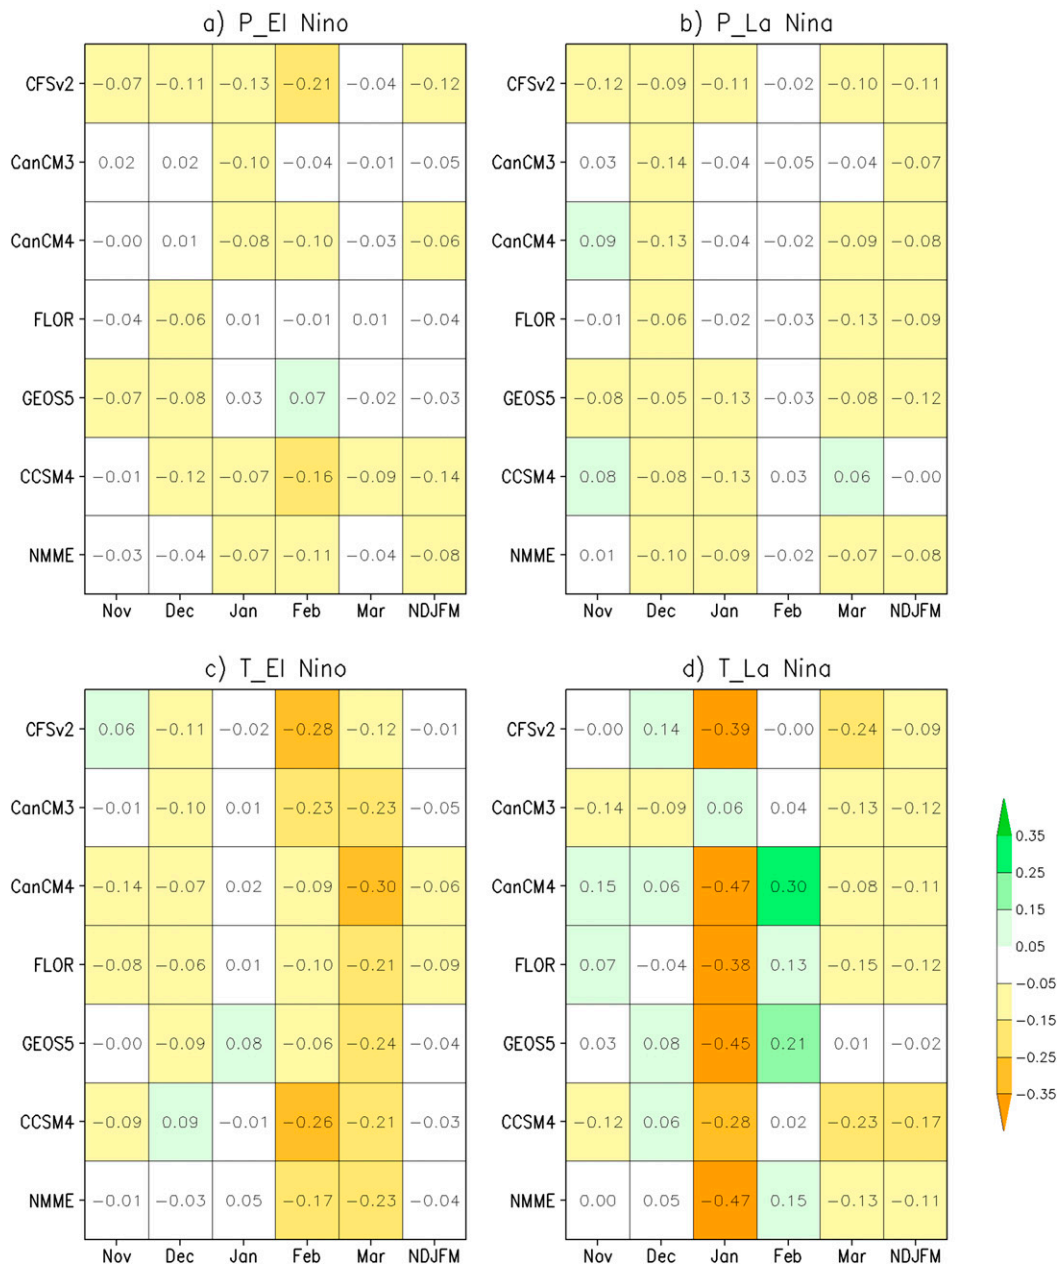 a) P_El Nino
CFSv2 −0.07 −0.11 −0.13 −0.21 −0.04 −0.12
CanCM3 0.02 0.02 −0.10 −0.04 −0.01 −0.05
CanCM4 −0.00 0.01 −0.08 −0.10 −0.03 −0.06
FLOR −0.04 −0.06 0.01 −0.01 0.01 −0.04
GEOS5 −0.07 −0.08 0.03 0.07 −0.02 −0.03
CCSM4 −0.01 −0.12 −0.07 −0.16 −0.09 −0.14
NMME −0.03 −0.04 −0.07 −0.11 −0.04 −0.08
Nov Dec Jan Feb Mar NDJFM
b) P_La Nina
CFSv2 −0.12 −0.09 −0.11 −0.02 −0.10 −0.11
CanCM3 0.03 −0.14 −0.04 −0.05 −0.04 −0.07
CanCM4 0.09 −0.13 −0.04 −0.02 −0.09 −0.08
FLOR −0.01 −0.06 −0.02 −0.03 −0.13 −0.09
GEOS5 −0.08 −0.05 −0.13 −0.03 −0.08 −0.12
CCSM4 0.08 −0.08 −0.13 0.03 0.06 −0.00
NMME 0.01 −0.10 −0.09 −0.02 −0.07 −0.08
Nov Dec Jan Feb Mar NDJFM
c) T_El Nino
CFSv2 0.06 −0.11 −0.02 −0.28 −0.12 −0.01
CanCM3 −0.01 −0.10 0.01 −0.23 −0.23 −0.05
CanCM4 −0.14 −0.07 0.02 −0.09 −0.30 −0.06
FLOR −0.08 −0.06 0.01 −0.10 −0.21 −0.09
GEOS5 −0.00 −0.09 0.08 −0.06 −0.24 −0.04
CCSM4 −0.09 0.09 −0.01 −0.26 −0.21 −0.03
NMME −0.01 −0.03 0.05 −0.17 −0.23 −0.04
Nov Dec Jan Feb Mar NDJFM
d) T_La Nina
CFSv2 −0.00 0.14 −0.39 −0.00 −0.24 −0.09
CanCM3 −0.14 −0.09 0.06 0.04 −0.13 −0.12
CanCM4 0.15 0.06 −0.47 0.30 −0.08 −0.11
FLOR 0.07 −0.04 −0.38 0.13 −0.15 −0.12
GEOS5 0.03 0.08 −0.45 0.21 0.01 −0.02
CCSM4 −0.12 0.06 −0.28 0.02 −0.23 −0.17
NMME 0.00 0.05 −0.47 0.15 −0.13 −0.11
Nov Dec Jan Feb Mar NDJFM
0.35
0.25
0.15
0.05
−0.05
−0.15
−0.25
−0.35